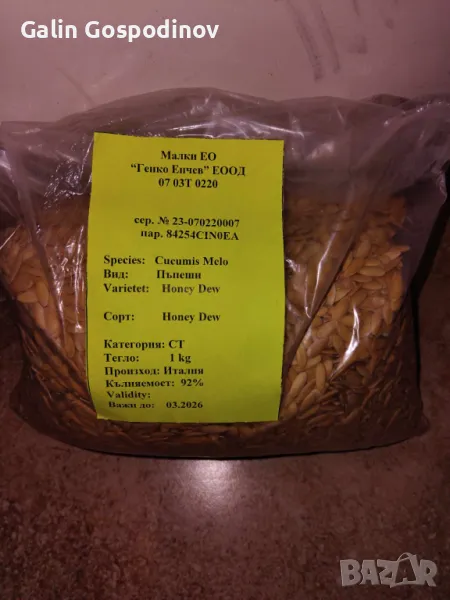 Galin Gospodinov
Малки ЕО
"Генко Енчев" ЕООД
07 03Т 0220
сер. № 23-070220007
пар. 84254CIN0EA
Species: Cucumis Melo
Вид: Пъпеши
Varietet: Honey Dew
Сорт: Honey Dew
Категория: СТ
Тегло: 1 kg
Произход: Италия
Кълняемост: 92%
Validity:
Важи до: 03.2026
BAZAR